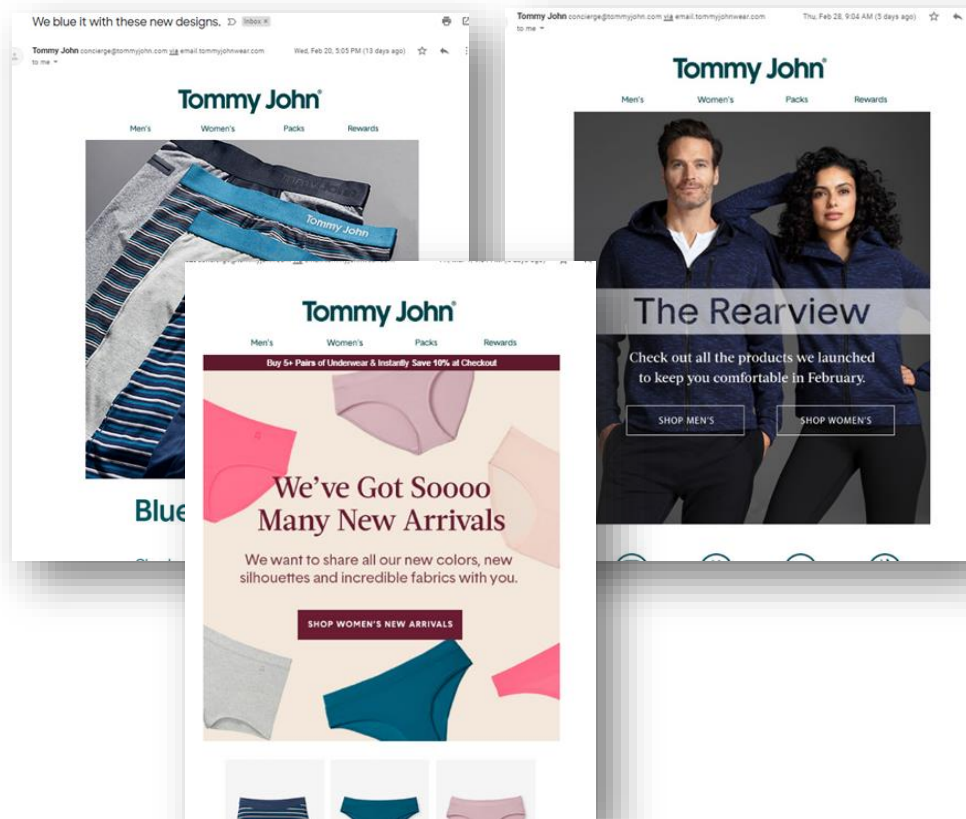 We blue it with these new designs.
Inbox x
Tommy John concierge@tommyjohn.com via email.tommyjohnwear.com
Wed, Feb 20, 5:05 PM (13 days ago)
to me
Tommy John®
Men's Women's Packs Rewards
Tommy John
Blue
Tommy John concierge@tommyjohn.com via email.tommyjohnwear.com
Thu, Feb 28, 9:04 AM (5 days ago)
to me
Tommy John®
Men's Women's Packs Rewards
The Rearview
Check out all the products we launched
to keep you comfortable in February.
SHOP MEN'S
SHOP WOMEN'S
Tommy John®
Men's Women's Packs Rewards
Buy 5+ Pairs of Underwear & Instantly Save 10% at Checkout
We've Got Soooo
Many New Arrivals
We want to share all our new colors, new
silhouettes and incredible fabrics with you.
SHOP WOMEN'S NEW ARRIVALS